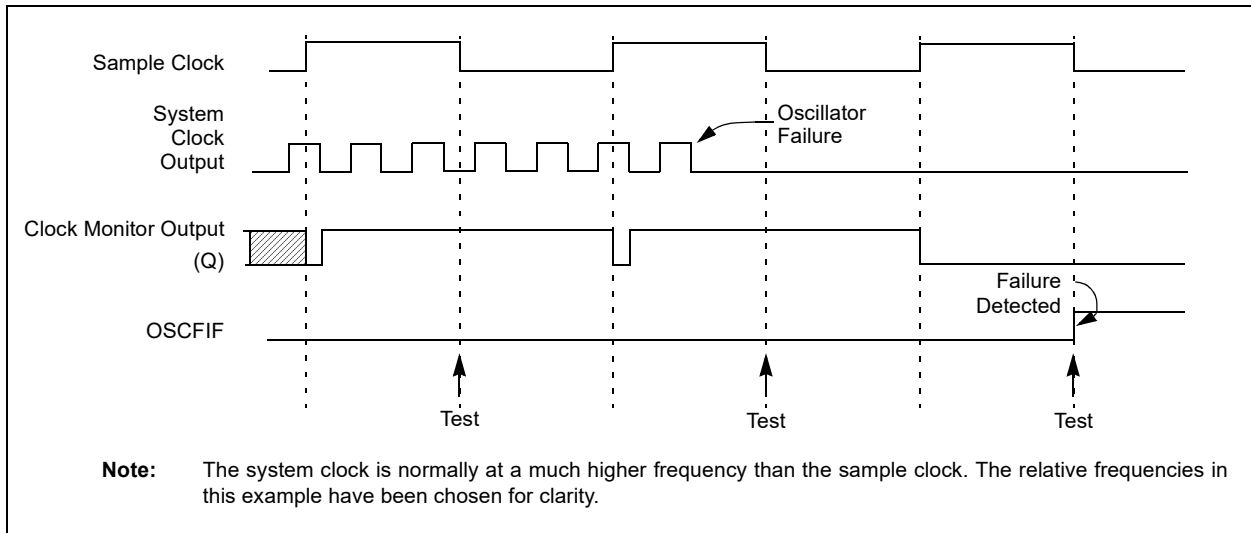 Sample Clock
System
Clock
Output
Oscillator
Failure
Clock Monitor Output
(Q)
Failure
Detected
OSCFIF
Test
Test
Test
Note: The system clock is normally at a much higher frequency than the sample clock. The relative frequencies in
this example have been chosen for clarity.